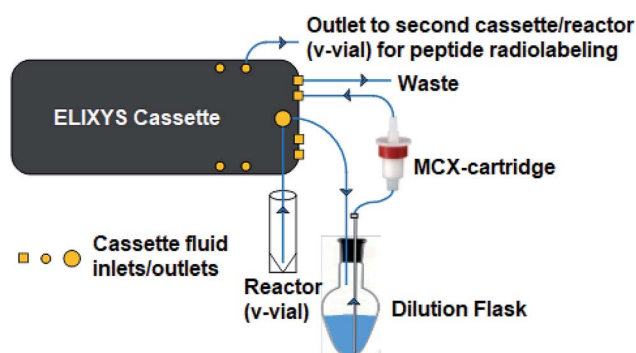 Outlet to second cassette/reactor
(v-vial) for peptide radiolabeling
Waste
ELIXYS Cassette
MCX-cartridge
Cassette fluid
inlets/outlets
Reactor
(v-vial)
Dilution Flask